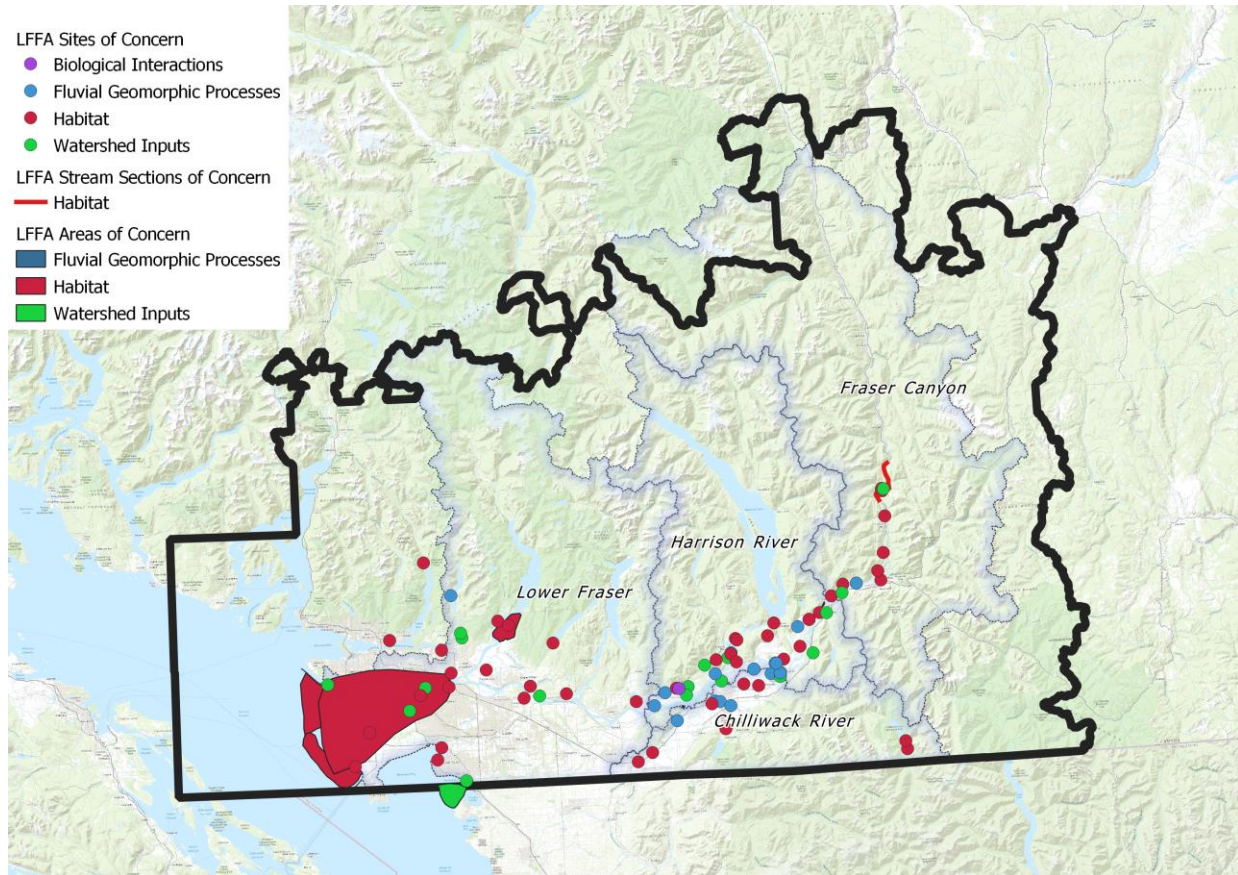 LFFA Sites of Concern
Biological Interactions
Fluvial Geomorphic Processes
Habitat
Watershed Inputs
LFFA Stream Sections of Concern
Habitat
LFFA Areas of Concern
Fluvial Geomorphic Processes
Habitat
Watershed Inputs
Fraser Canyon
Harrison River
Lower Fraser
Chilliwack River